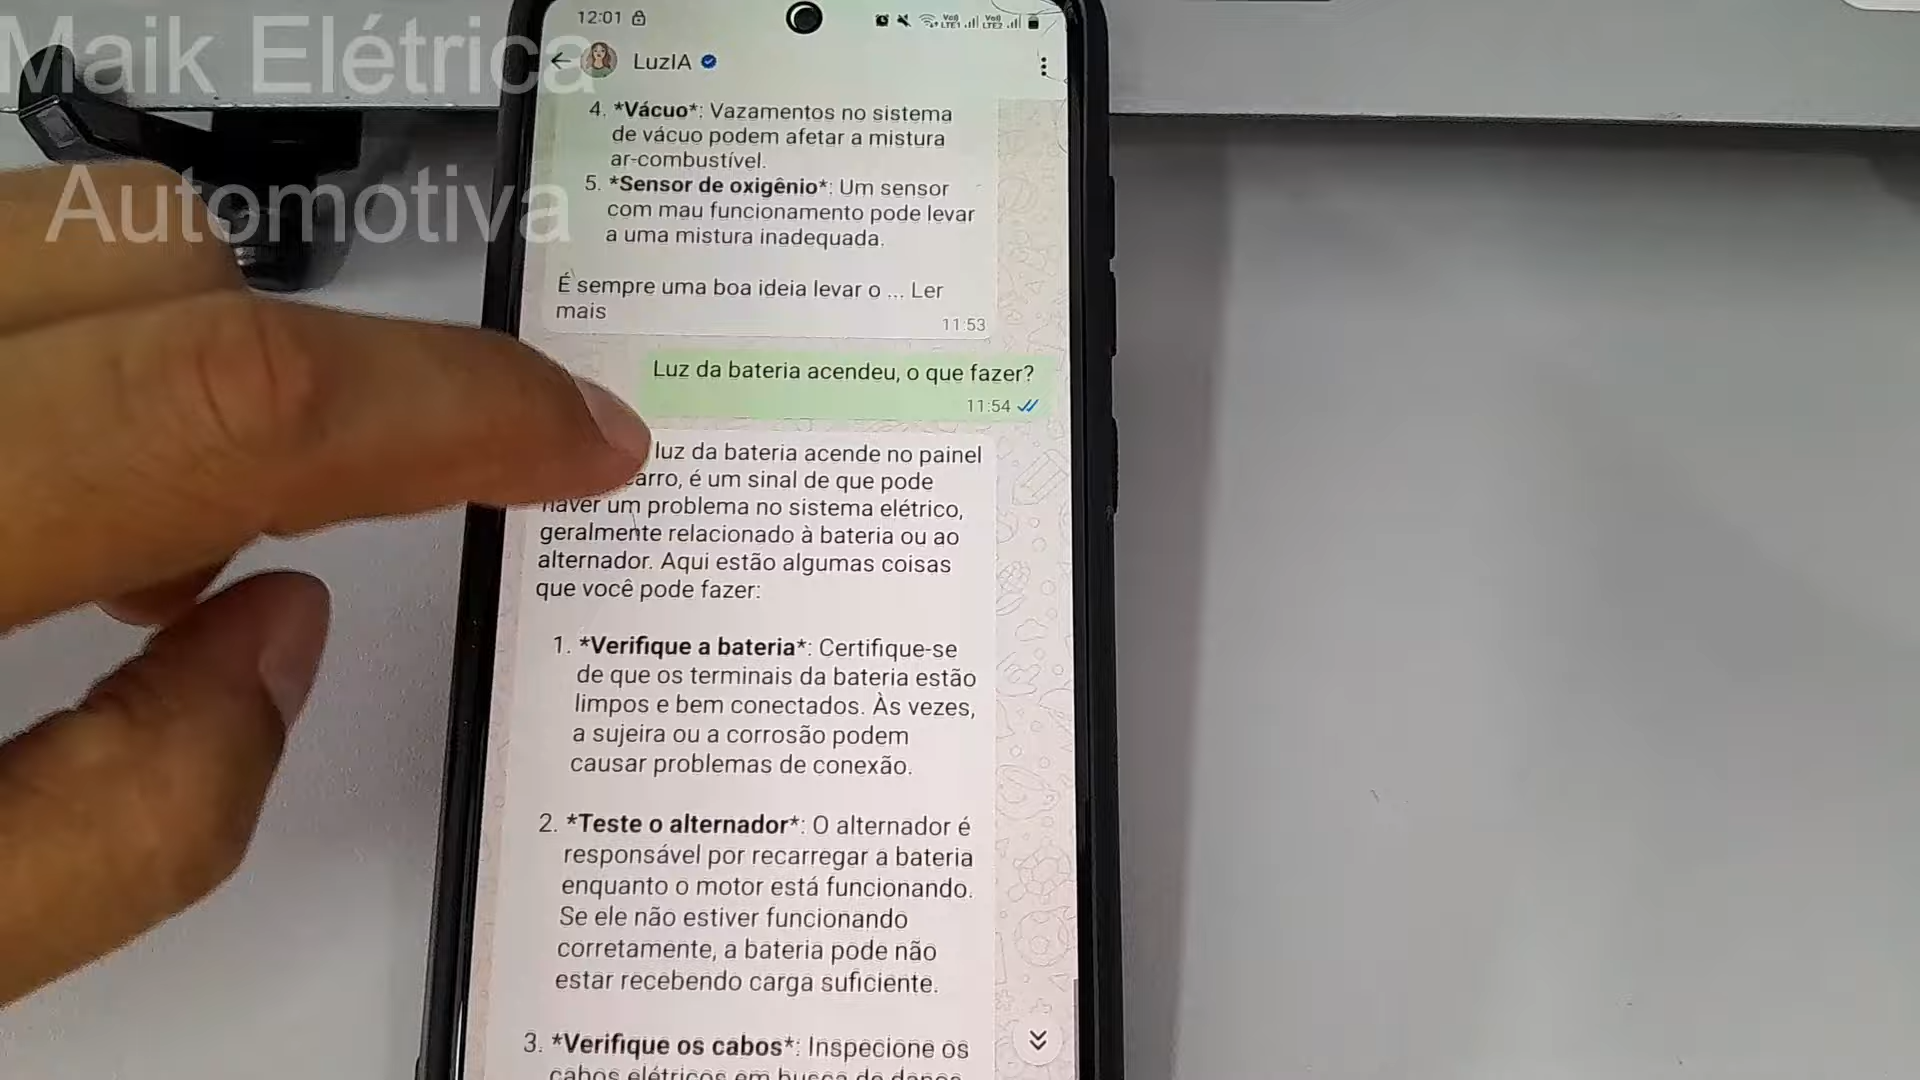 Maik Elétrica
Automotiva
12:01
LuzIA
4. *Vácuo*: Vazamentos no sistema
de vácuo podem afetar a mistura
ar-combustível.
5. *Sensor de oxigênio*: Um sensor
com mau funcionamento pode levar
a uma mistura inadequada.
É sempre uma boa ideia levar o ... Ler
mais
11:53
Luz da bateria acendeu, o que fazer?
11:54
luz da bateria acende no painel
carro, é um sinal de que pode
haver um problema no sistema elétrico,
geralmente relacionado à bateria ou ao
alternador. Aqui estão algumas coisas
que você pode fazer:
1. *Verifique a bateria*: Certifique-se
de que os terminais da bateria estão
limpos e bem conectados. Às vezes,
a sujeira ou a corrosão podem
causar problemas de conexão.
2. *Teste o alternador*: O alternador é
responsável por recarregar a bateria
enquanto o motor está funcionando.
Se ele não estiver funcionando
corretamente, a bateria pode não
estar recebendo carga suficiente.
3. *Verifique os cabos*: Inspecione os
cabos elétricos em busca de danos